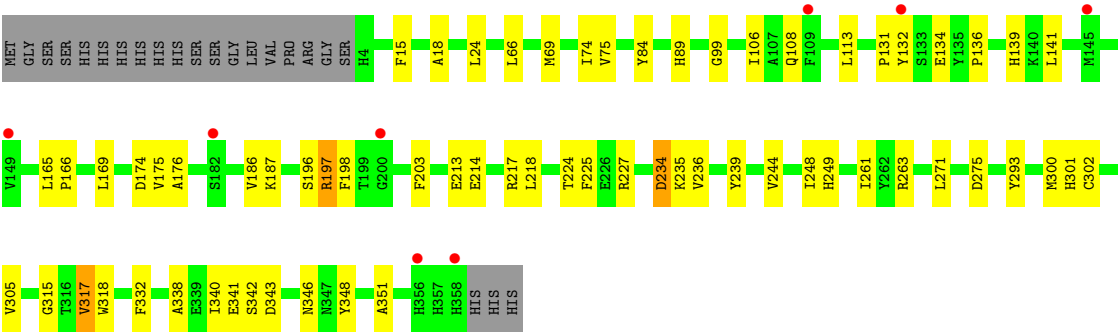 MET GLY SER SER HIS HIS HIS HIS HIS HIS SER SER GLY LEU VAL PRO ARG GLY SER H4 F15 A18 L24 L66 M69 I74 V75 Y84 H89 G99 I106 A107 Q108 F109 L113 P131 Y132 S133 E134 Y135 P136 H139 K140 L141 M145
V149 L165 P166 L169 D174 V175 A176 S182 V186 K187 S196 R197 F198 T199 G200 F203 E213 E214 R217 L218 T224 F225 E226 R227 D234 K235 V236 Y239 V244 I248 H249 I261 Y262 R263 L271 D275 Y293 M300 H301 C302
V305 G315 T316 V317 W318 F332 A338 E339 I340 E341 S342 D343 N346 N347 Y348 A351 H356 H357 H358 HIS HIS HIS